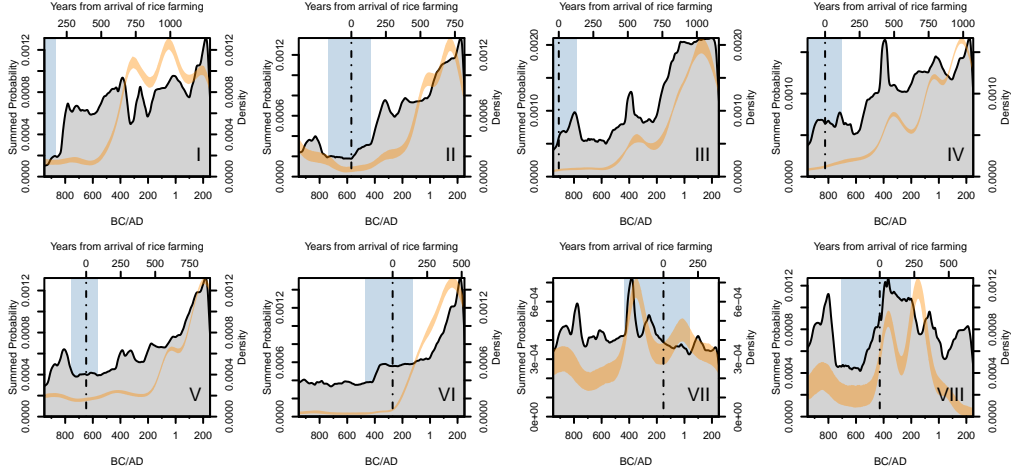 Years from arrival of rice farming
250 500 750 1000
Summed Probability
0.0000 0.0004 0.0008 0.0012
Density
0.0000 0.0004 0.0008 0.0012
I
800 600 400 200 1 200
BC/AD
Years from arrival of rice farming
0 250 500 750
Summed Probability
0.0000 0.0006 0.0012
Density
0.0000 0.0006 0.0012
II
800 600 400 200 1 200
BC/AD
Years from arrival of rice farming
0 250 500 750 1000
Summed Probability
0.0000 0.0010 0.0020
Density
0.0000 0.0010 0.0020
III
800 600 400 200 1 200
BC/AD
Years from arrival of rice farming
0 250 500 750 1000
Summed Probability
0.0000 0.0010
Density
0.0000 0.0010
IV
800 600 400 200 1 200
BC/AD
Years from arrival of rice farming
0 250 500 750
Summed Probability
0.0000 0.0004 0.0008 0.0012
Density
0.0000 0.0004 0.0008 0.0012
V
800 600 400 200 1 200
BC/AD
Years from arrival of rice farming
0 150 300 500
Summed Probability
0.0000 0.0006 0.0012
Density
0.0000 0.0006 0.0012
VI
800 600 400 200 1 200
BC/AD
Years from arrival of rice farming
0 250
Summed Probability
0e+00 3e-04 6e-04
Density
0e+00 3e-04 6e-04
VII
800 600 400 200 1 200
BC/AD
Years from arrival of rice farming
0 250 500
Summed Probability
0.0000 0.0004 0.0008 0.0012
Density
0.0000 0.0004 0.0008 0.0012
VIII
800 600 400 200 1 200
BC/AD